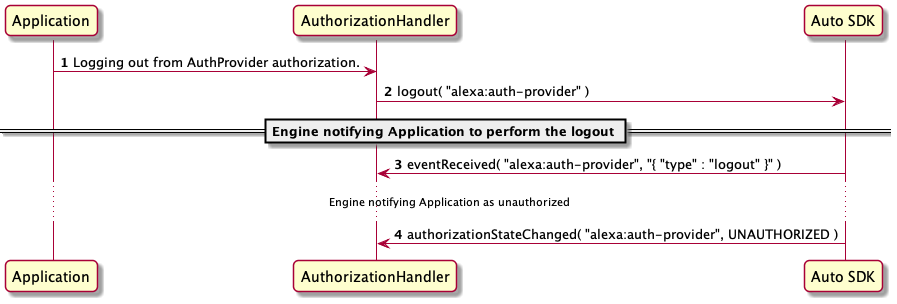 Application AuthorizationHandler Auto SDK
1 Logging out from AuthProvider authorization.
2 logout( "alexa:auth-provider" )
Engine notifying Application to perform the logout
3 eventReceived( "alexa:auth-provider", "{ "type" : "logout" }" )
Engine notifying Application as unauthorized
4 authorizationStateChanged( "alexa:auth-provider", UNAUTHORIZED )
Application AuthorizationHandler Auto SDK